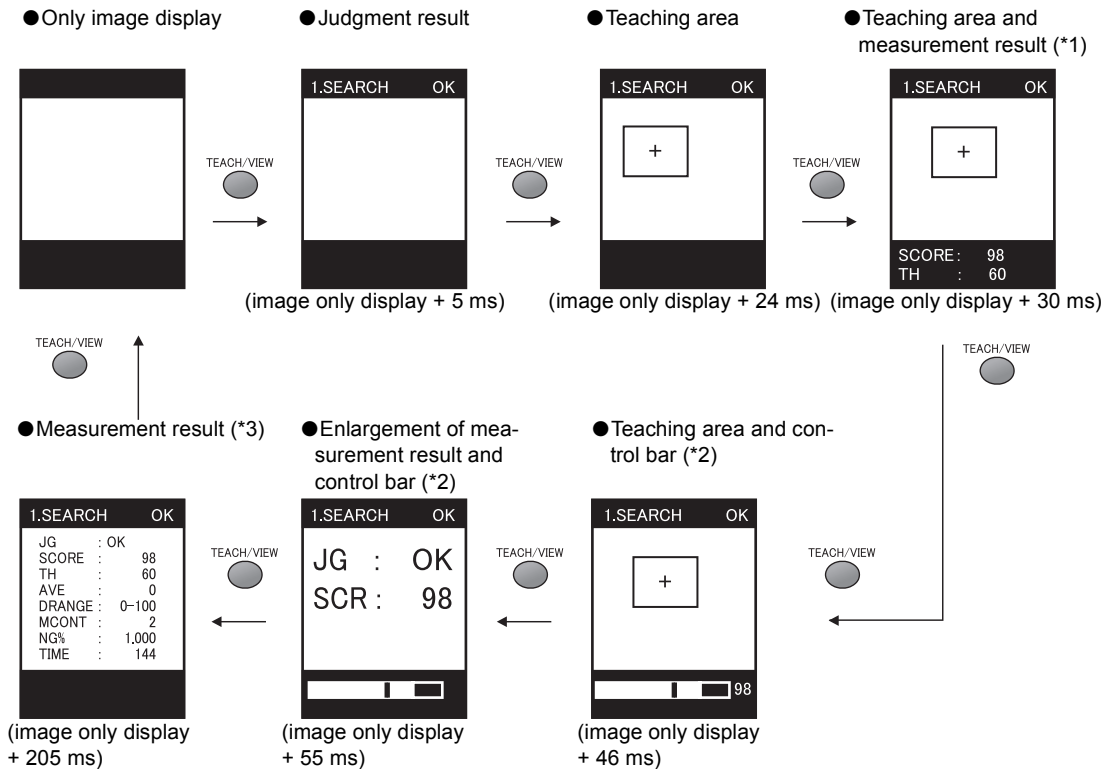 ●Only image display
●Judgment result
●Teaching area
●Teaching area and
measurement result (*1)
1.SEARCH OK
1.SEARCH OK
1.SEARCH OK
+
+
TEACH/VIEW
TEACH/VIEW
TEACH/VIEW
SCORE: 98
TH : 60
(image only display + 5 ms)
(image only display + 24 ms)
(image only display + 30 ms)
TEACH/VIEW
TEACH/VIEW
●Measurement result (*3)
●Enlargement of mea-
surement result and
control bar (*2)
●Teaching area and con-
trol bar (*2)
1.SEARCH OK
JG : OK
SCORE : 98
TH : 60
AVE : 0
DRANGE : 0-100
MCONT : 2
NG% : 1.000
TIME : 144
TEACH/VIEW
1.SEARCH OK
JG : OK
SCR : 98
TEACH/VIEW
1.SEARCH OK
+
98
TEACH/VIEW
(image only display
+ 205 ms)
(image only display
+ 55 ms)
(image only display
+ 46 ms)